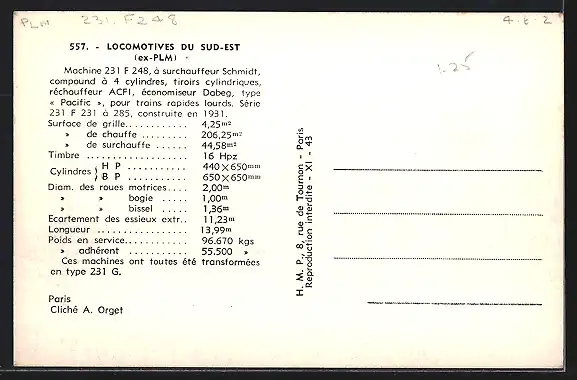 PLM 231.F248 4-6-2
1.25
557. - LOCOMOTIVES DU SUD-EST
(ex-PLM) -
Machine 231 F 248, à surchauffeur Schmidt,
compound à 4 cylindres, tiroirs cylindriques,
réchauffeur ACFI, économiseur Dabeg, type
« Pacific », pour trains rapides lourds. Série
231 F 231 à 285, construite en 1931.
Surface de grille............ 4,25m²
» de chauffe ......... 206,25m²
» de surchauffe ...... 44,58m²
Timbre .................. 16 Hpz
Cylindres { H P ........... 440×650mm
B P ........... 650×650mm
Diam. des roues motrices.... 2,00m
» » bogie ..... 1,00m
» » bissel ..... 1,36m
Ecartement des essieux extr.. 11,23m
Longueur ................ 13,99m
Poids en service............ 96.670 kgs
» adhérent ............ 55.500 »
Ces machines ont toutes été transformées
en type 231 G.
Paris
Cliché A. Orget
H. M. P., 8, rue de Tournon - Paris
Reproduction interdite - XI - 43